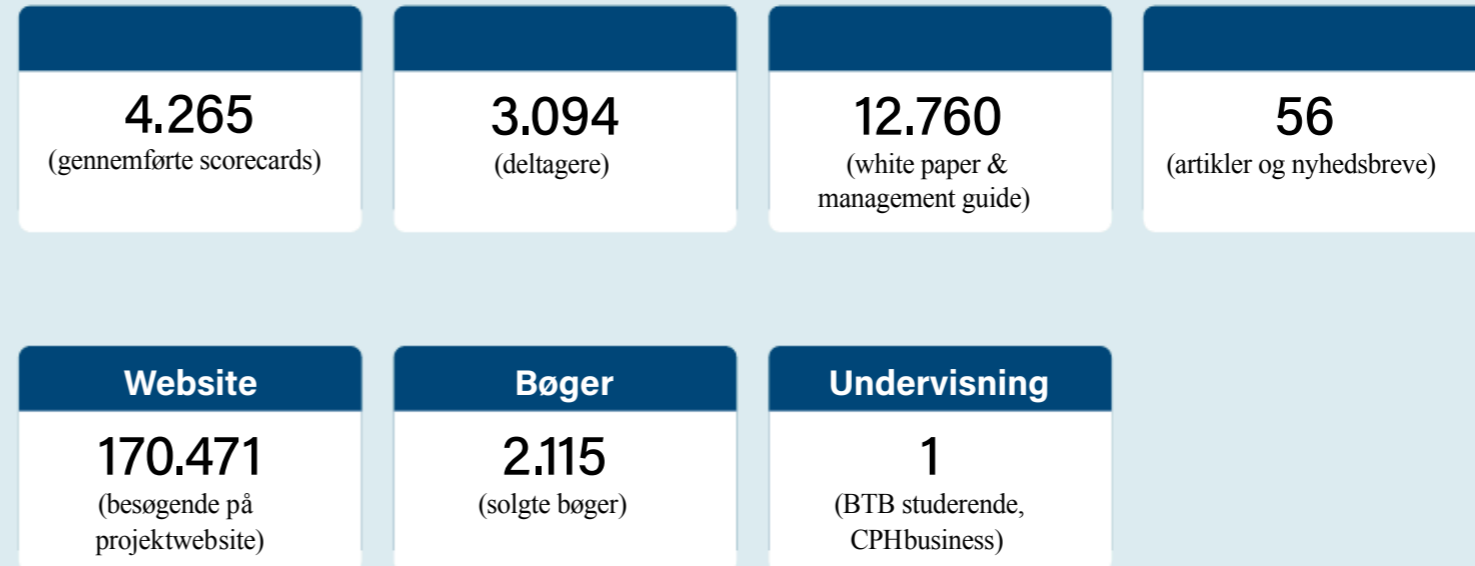 4.265
(gennemførte scorecards)
3.094
(deltagere)
12.760
(white paper &
management guide)
56
(artikler og nyhedsbreve)
Website
170.471
(besøgende på
projektwebsite)
Bøger
2.115
(solgte bøger)
Undervisning
1
(BTB studerende,
CPHbusiness)